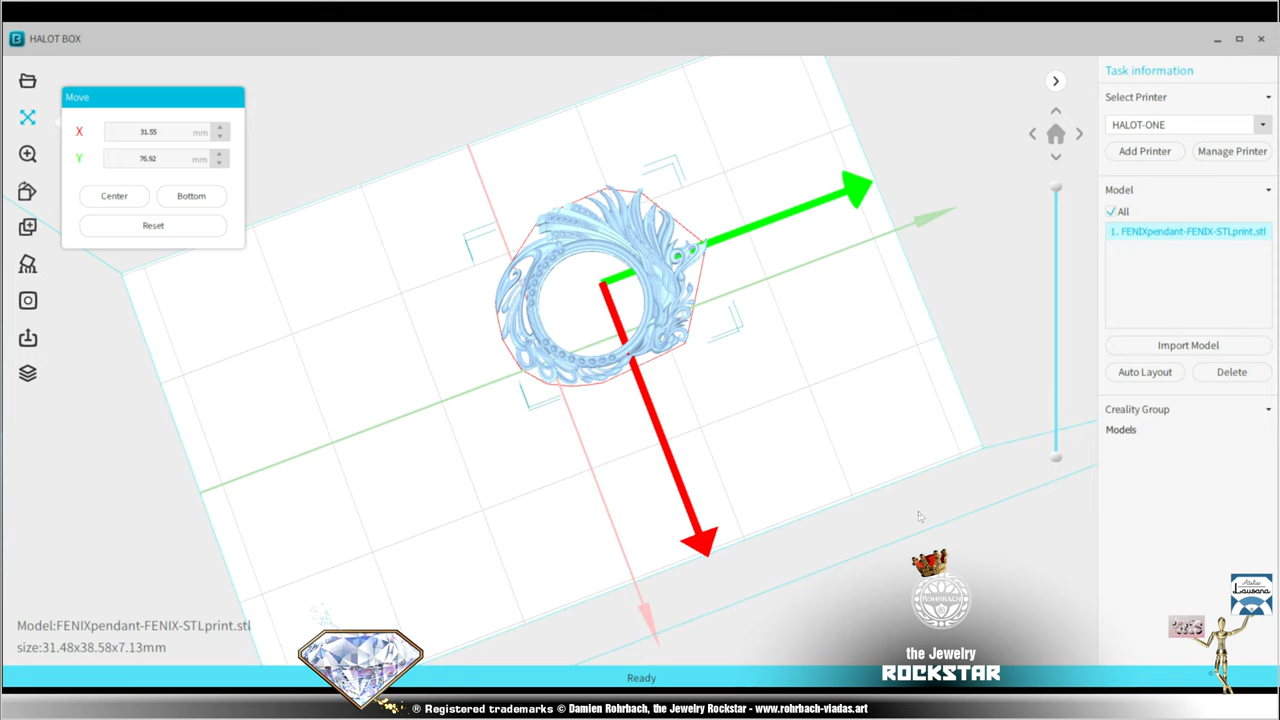 HALOT BOX
Move
X 31.55 mm
Y 76.92 mm
Center Bottom
Reset
Task information
Select Printer
HALOT-ONE
Add Printer Manage Printer
Model
All
1. FENIXpendant-FENIX-STLprint.stl
Import Model
Auto Layout Delete
Creality Group
Models
Model:FENIXpendant-FENIX-STLprint.stl
size:31.48x38.58x7.13mm
Ready
ROHRBACH
the Jewelry
ROCKSTAR
Atelier
Lausana
® Registered trademarks © Damien Rohrbach, the Jewelry Rockstar - www.rohrbach-viadas.art